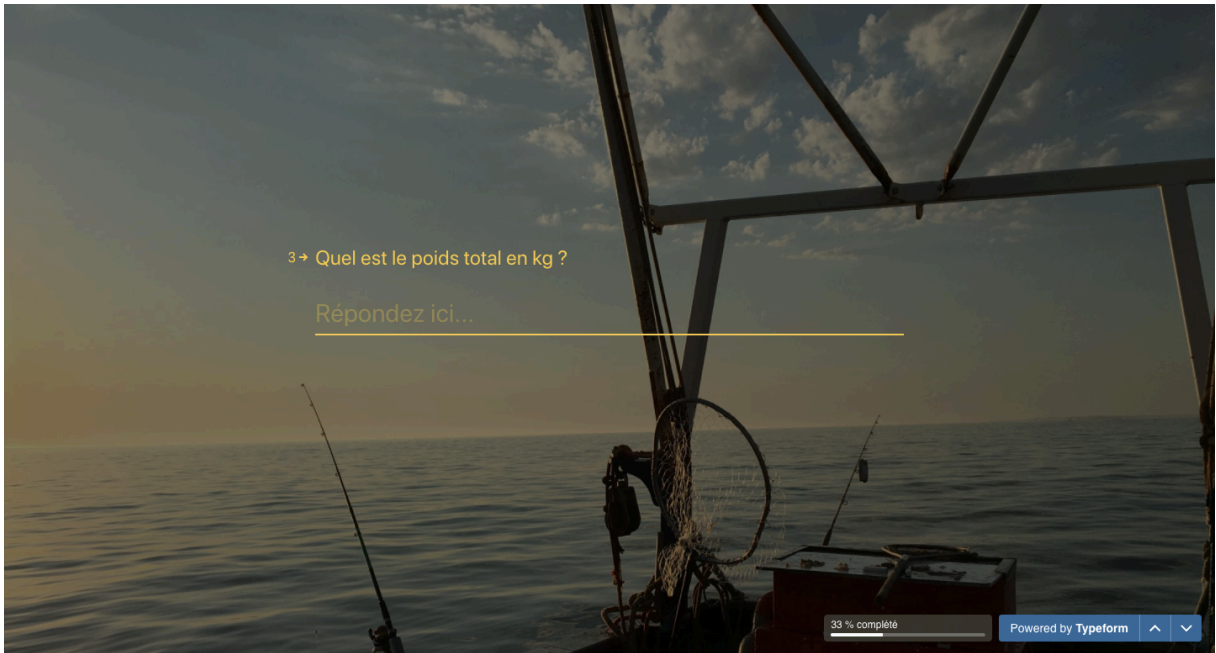 3 → Quel est le poids total en kg ?
Répondez ici...
33 % complété
Powered by Typeform